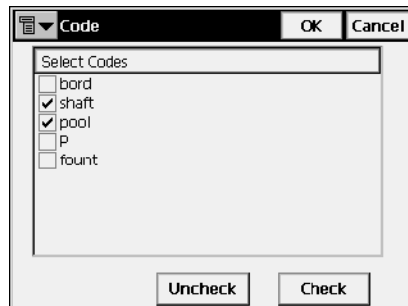 Code OK Cancel
Select Codes
bord
shaft
pool
P
fount
Uncheck Check